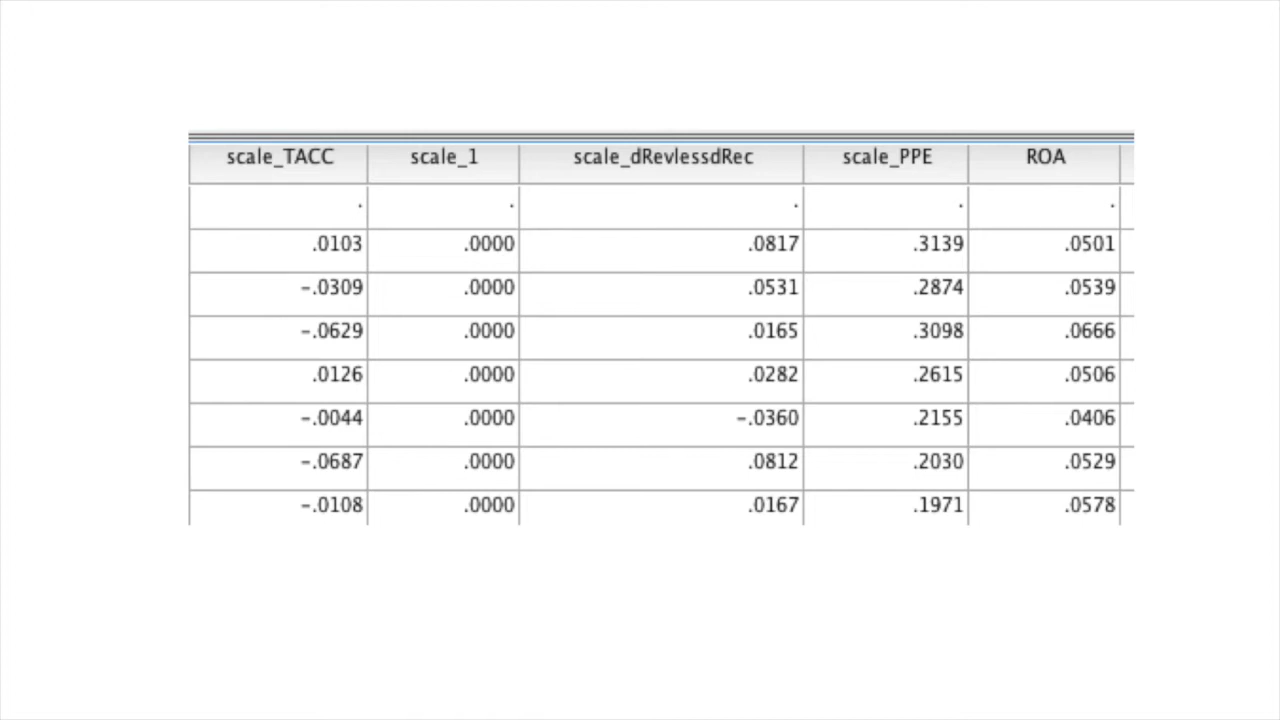 scale_TACC scale_1 scale_dRevlessdRec scale_PPE ROA
. . . . .
.0103 .0000 .0817 .3139 .0501
-.0309 .0000 .0531 .2874 .0539
-.0629 .0000 .0165 .3098 .0666
.0126 .0000 .0282 .2615 .0506
-.0044 .0000 -.0360 .2155 .0406
-.0687 .0000 .0812 .2030 .0529
-.0108 .0000 .0167 .1971 .0578